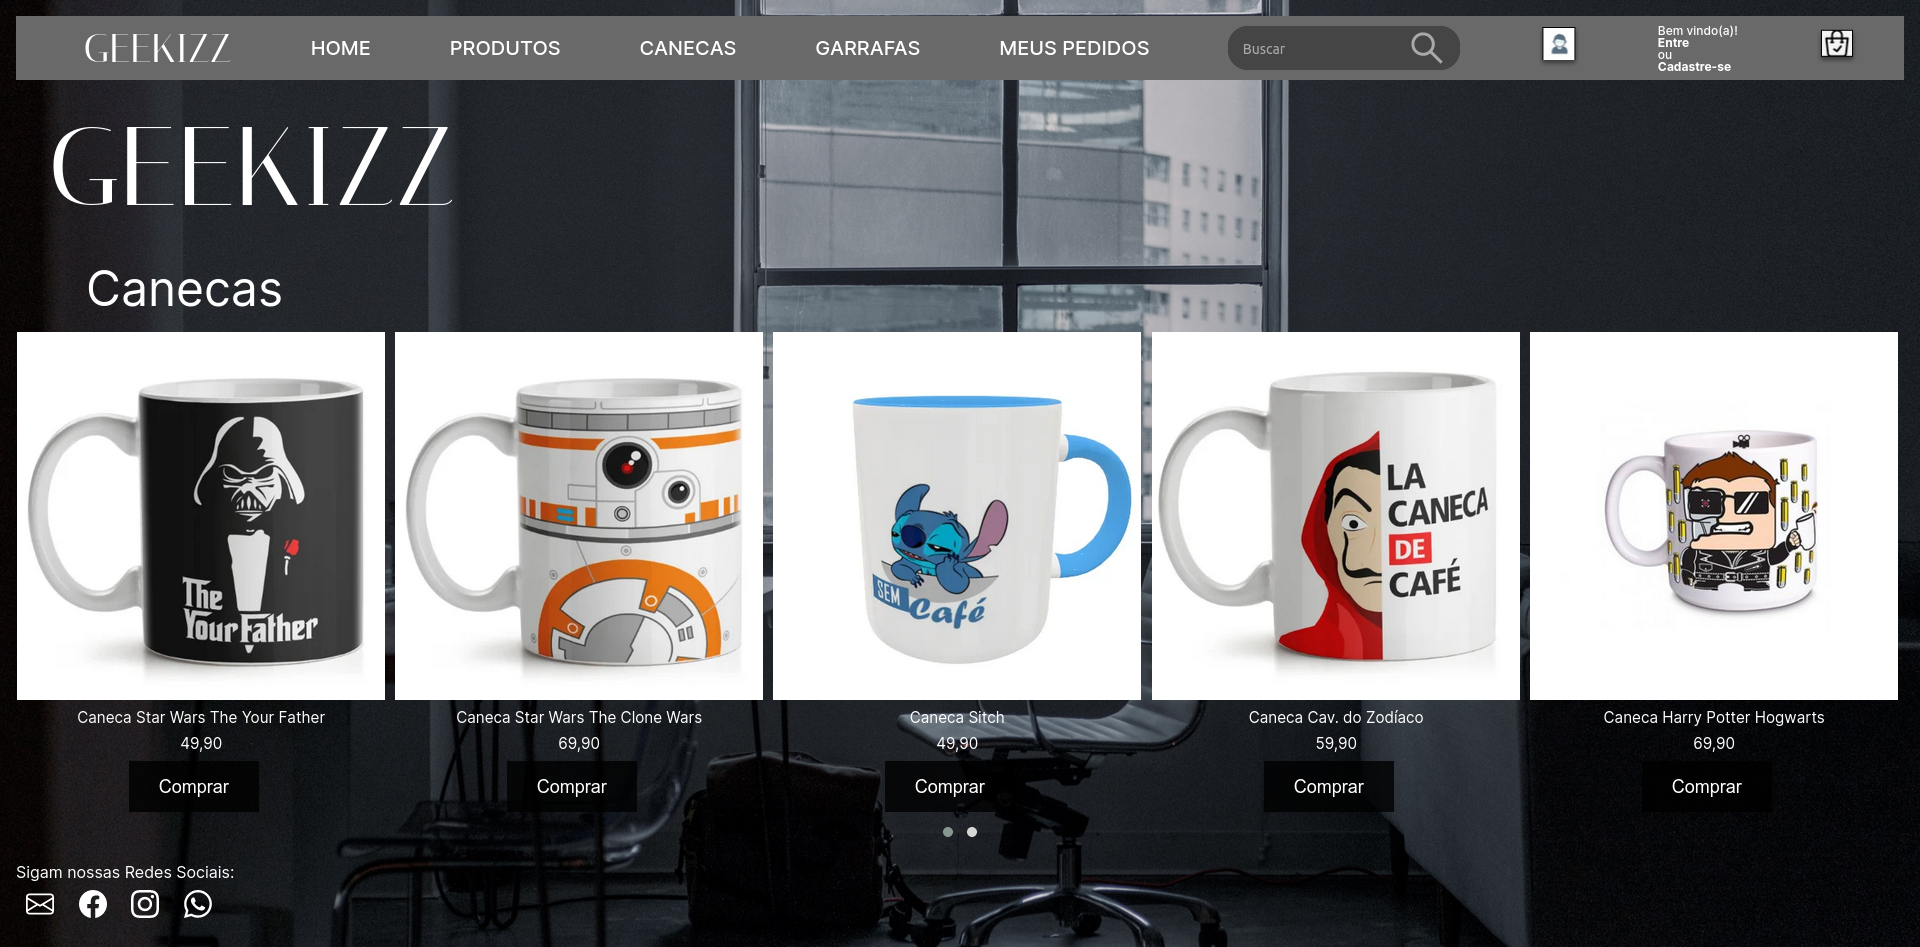 GEEKIZZ
HOME
PRODUTOS
CANECAS
GARRAFAS
MEUS PEDIDOS
Buscar
Bem vindo(a)!
Entre
ou
Cadastre-se
GEEKIZZ
Canecas
The
Your Father
SEM
Café
LA
CANECA
DE
CAFÉ
Caneca Star Wars The Your Father
49,90
Comprar
Caneca Star Wars The Clone Wars
69,90
Comprar
Caneca Sitch
49,90
Comprar
Caneca Cav. do Zodíaco
59,90
Comprar
Caneca Harry Potter Hogwarts
69,90
Comprar
Sigam nossas Redes Sociais: